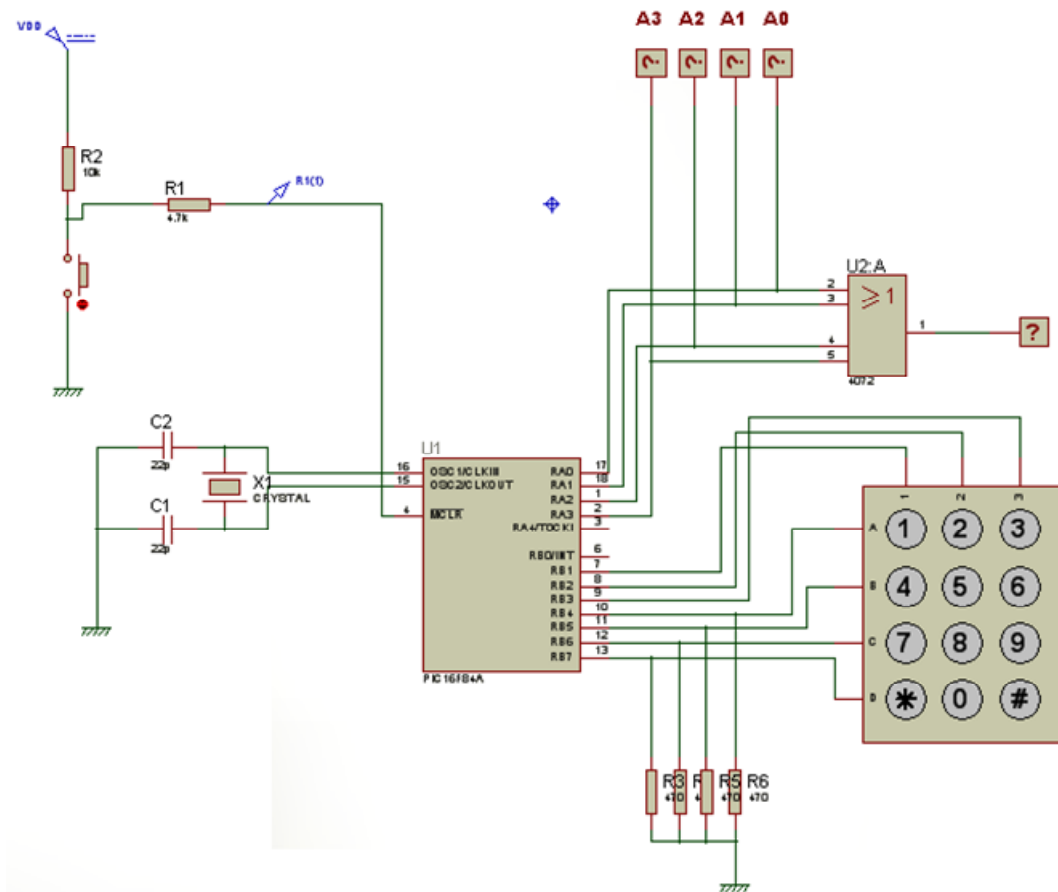 A3 A2 A1 A0
VDD
? ? ? ?
R2
10k
R1
4.7k
R1(1)
U2:A
2
3
4
5
≥1
1
?
4072
C2
22p
X1
CRYSTAL
C1
22p
U1
16 OSC1/CLKIN RA0 17
15 OSC2/CLKOUT RA1 18
RA2 1
4 MCLR RA3 2
RA4/T0CKI 3
RB0/INT 6
RB1 7
RB2 8
RB3 9
RB4 10
RB5 11
RB6 12
RB7 13
PIC16F84A
1 2 3
A 1 2 3
B 4 5 6
C 7 8 9
D * 0 #
R3 R5 R6
470 470 470